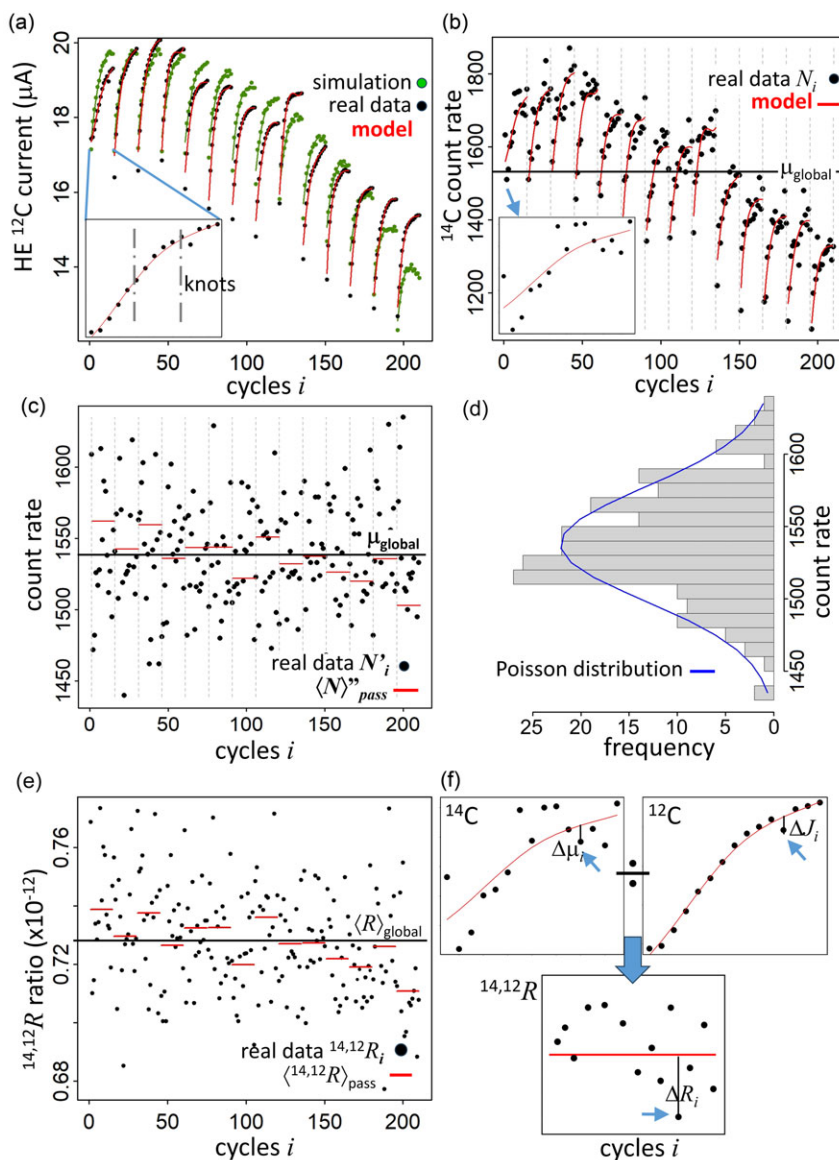 (a)
HE ¹²C current (μA)
20
18
16
14
simulation
real data
model
knots
0 50 100 150 200
cycles i
(b)
¹⁴C count rate
1800
1600
1400
1200
real data Nᵢ
model
μglobal
0 50 100 150 200
cycles i
(c)
count rate
1600
1550
1500
1450
μglobal
real data N'ᵢ
⟨N⟩''pass
0 50 100 150 200
cycles i
(d)
1600
1550
1500
1450
count rate
Poisson distribution
25 20 15 10 5 0
frequency
(e)
¹⁴,¹²R ratio (x10⁻¹²)
0.76
0.72
0.68
⟨R⟩global
real data ¹⁴,¹²Rᵢ
⟨¹⁴,¹²R⟩pass
0 50 100 150 200
cycles i
(f)
¹⁴C
Δμᵢ
¹²C
ΔJᵢ
¹⁴,¹²R
ΔRᵢ
cycles i